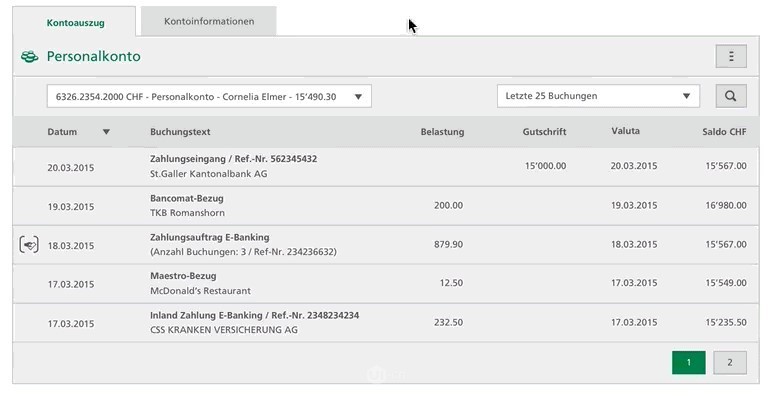 Kontoauszug Kontoinformationen
Personalkonto
6326.2354.2000 CHF - Personalkonto - Cornelia Elmer - 15'490.30 Letzte 25 Buchungen
Datum Buchungstext Belastung Gutschrift Valuta Saldo CHF
20.03.2015 Zahlungseingang / Ref.-Nr. 562345432 15'000.00 20.03.2015 15'567.00
St.Galler Kantonalbank AG
19.03.2015 Bancomat-Bezug 200.00 19.03.2015 16'980.00
TKB Romanshorn
18.03.2015 Zahlungsauftrag E-Banking 879.90 18.03.2015 15'567.00
(Anzahl Buchungen: 3 / Ref-Nr. 234236632)
17.03.2015 Maestro-Bezug 12.50 17.03.2015 15'549.00
McDonald's Restaurant
17.03.2015 Inland Zahlung E-Banking / Ref.-Nr. 2348234234 232.50 17.03.2015 15'235.50
CSS KRANKEN VERSICHERUNG AG
1 2